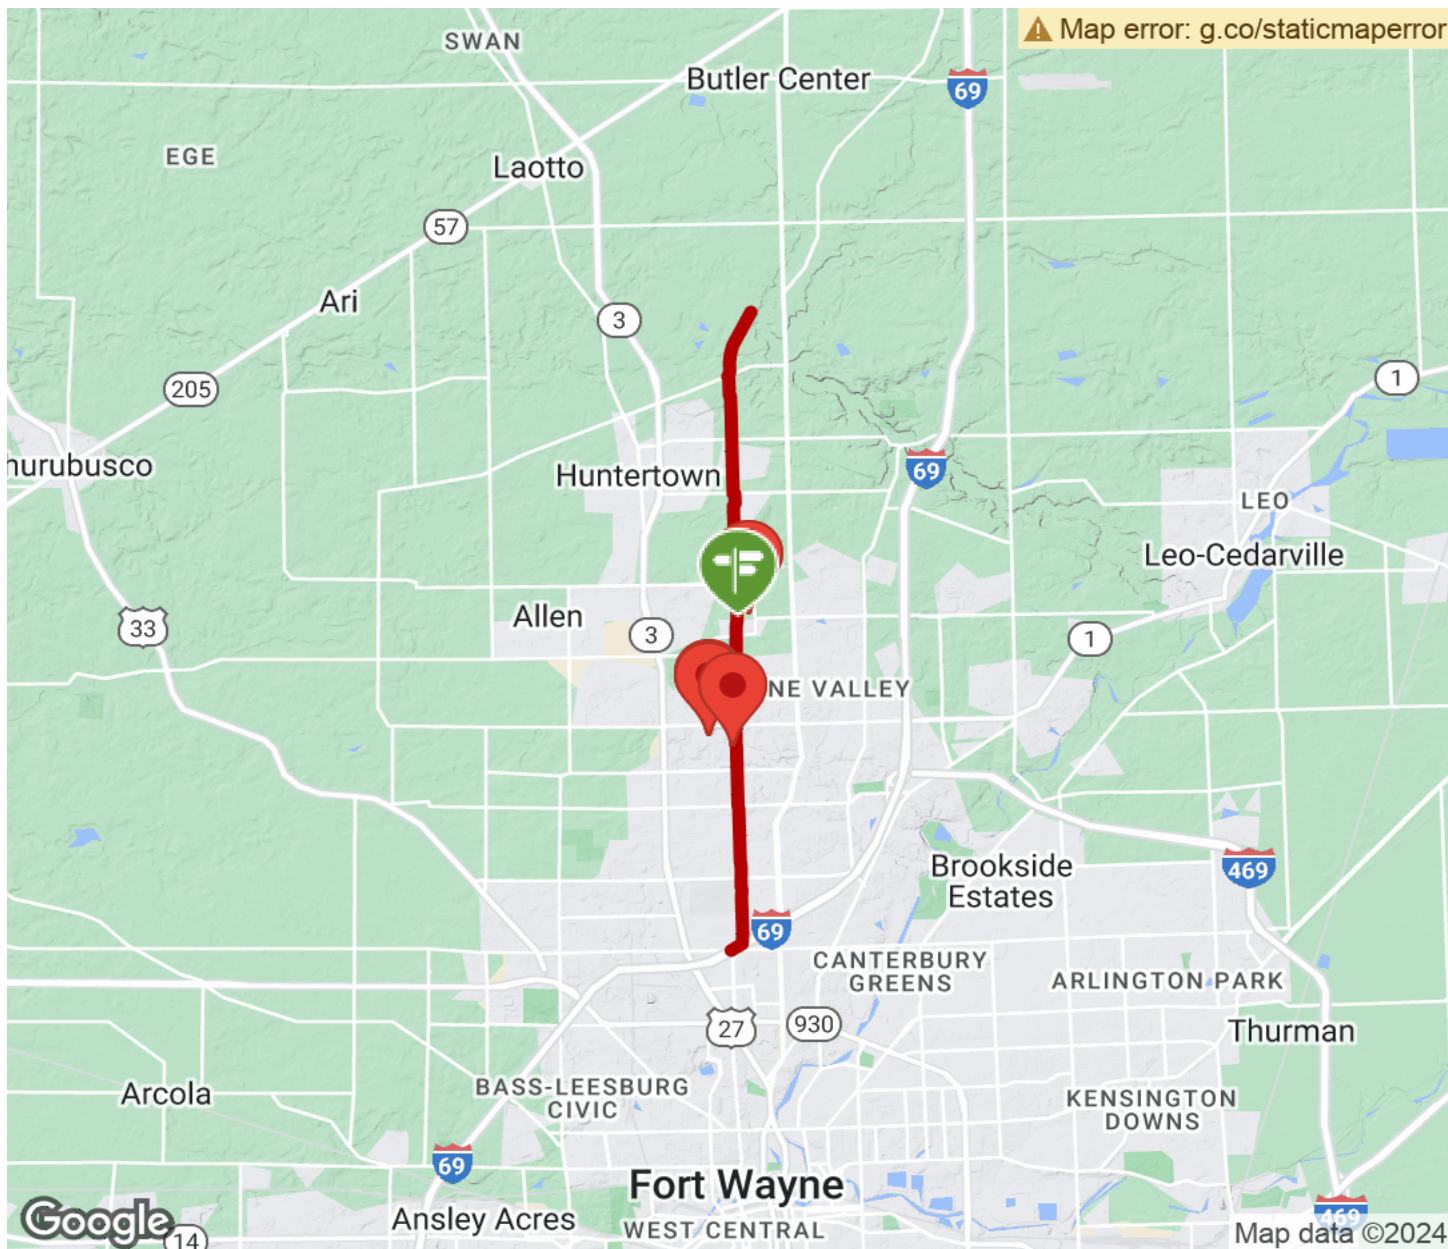 Map error: g.co/staticmaperror
SWAN
Butler Center
69
EGE
Laotto
57
Ari
3
205
1
hurubusco
Huntertown
69
LEO
Leo-Cedarville
Allen
33
3
1
NE VALLEY
Brookside
Estates
469
69
CANTERBURY
GREENS
ARLINGTON PARK
27
930
Thurman
Arcola
BASS-LEESBURG
CIVIC
KENSINGTON
DOWNS
69
Fort Wayne
469
Google
14
Ansley Acres
WEST CENTRAL
Map data ©2024